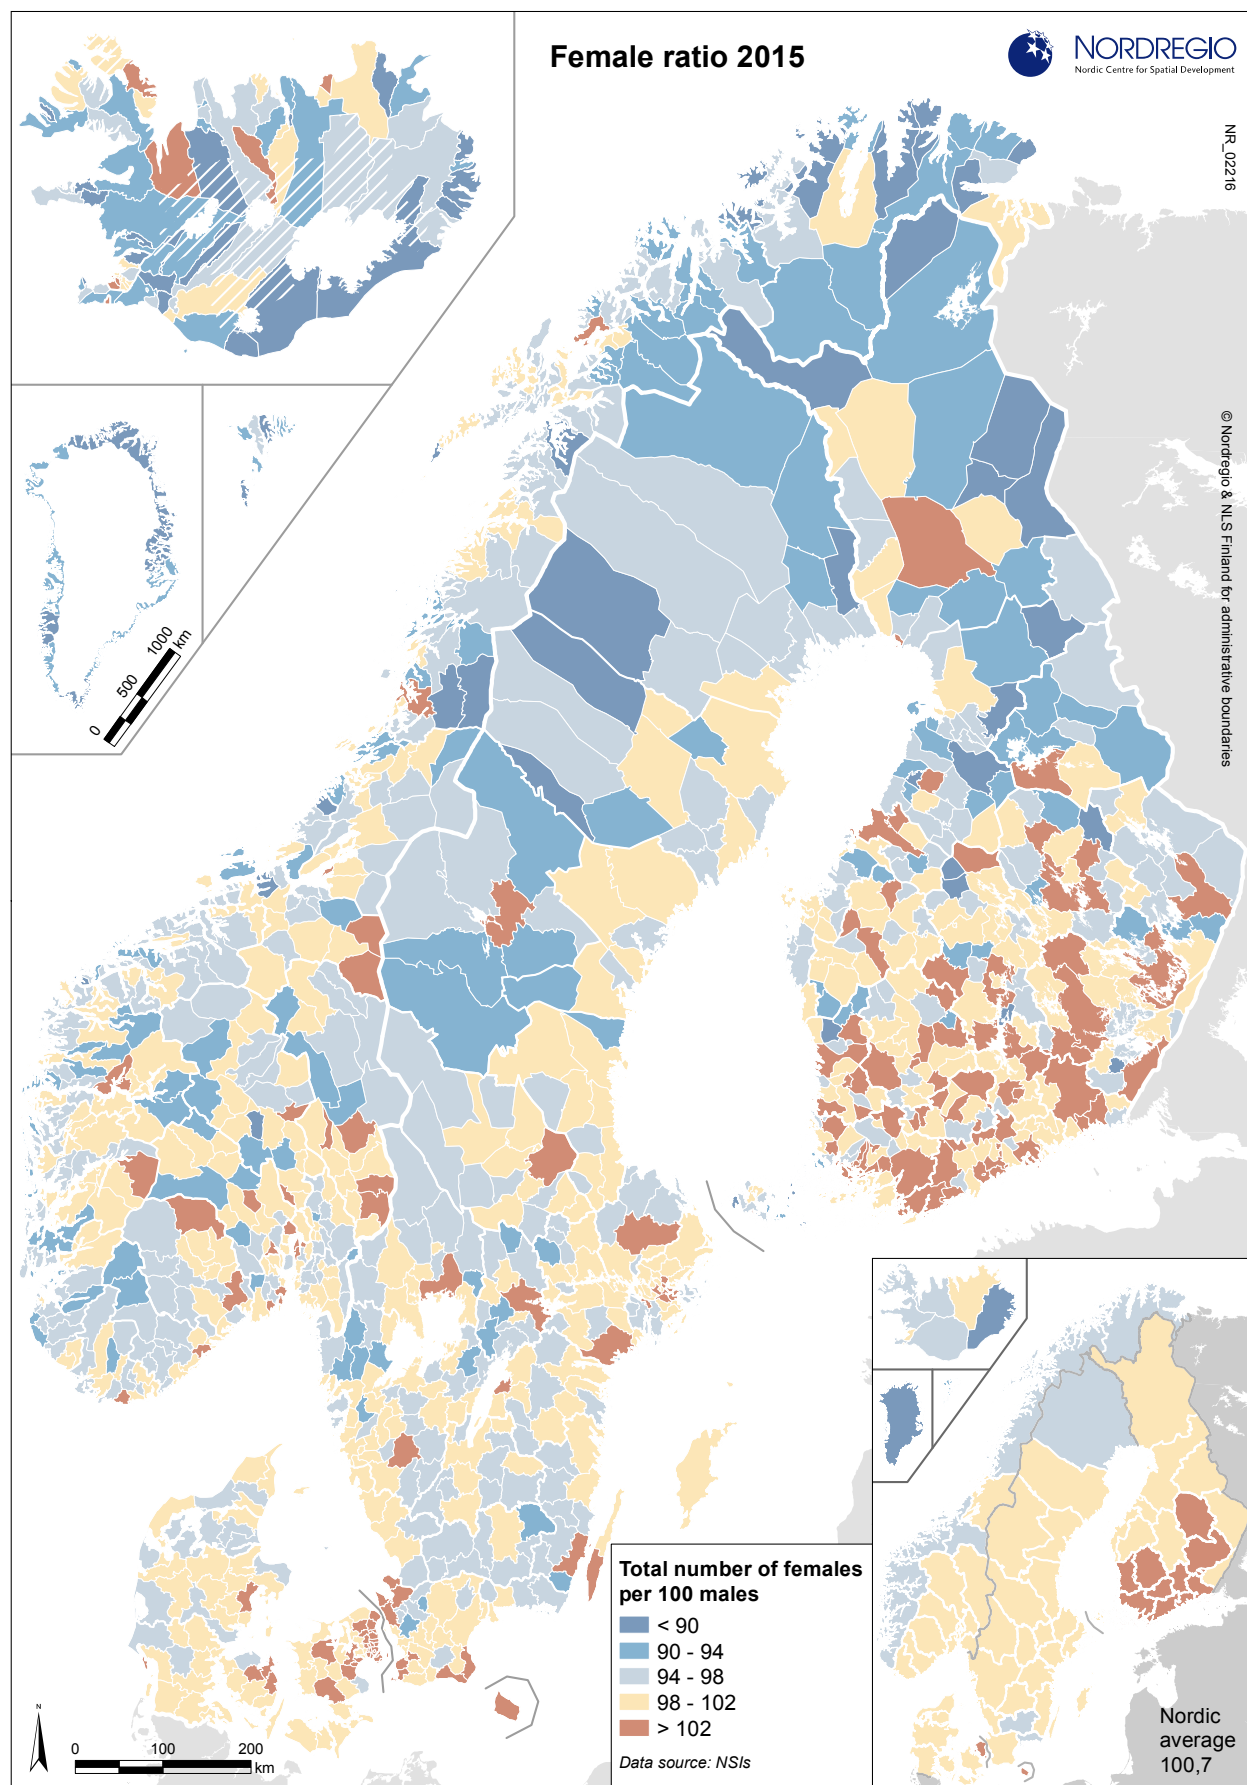 Female ratio 2015
NORDREGIO
Nordic Centre for Spatial Development
NR_02216
© Nordregio & NLS Finland for administrative boundaries
0
500
1000
km
Total number of females
per 100 males
< 90
90 - 94
94 - 98
98 - 102
> 102
Data source: NSIs
Nordic
average
100,7
N
0
100
200
km